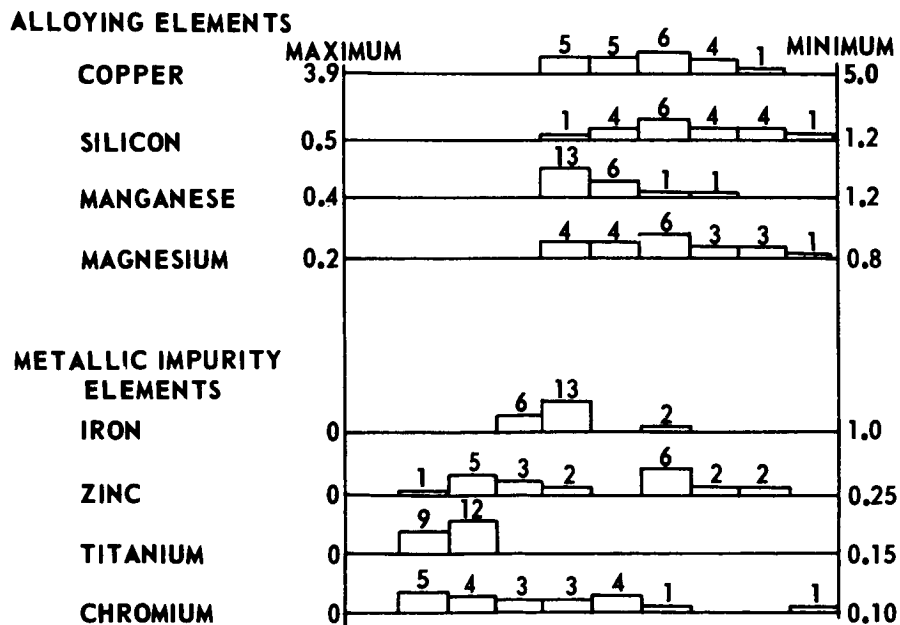 ALLOYING ELEMENTS
MAXIMUM MINIMUM
COPPER 3.9 5 5 6 4 1 5.0
SILICON 0.5 1 4 6 4 4 1 1.2
MANGANESE 0.4 13 6 1 1 1.2
MAGNESIUM 0.2 4 4 6 3 3 1 0.8
METALLIC IMPURITY
ELEMENTS
IRON 0 6 13 2 1.0
ZINC 0 1 5 3 2 6 2 2 0.25
TITANIUM 0 9 12 0.15
CHROMIUM 0 5 4 3 3 4 1 1 0.10